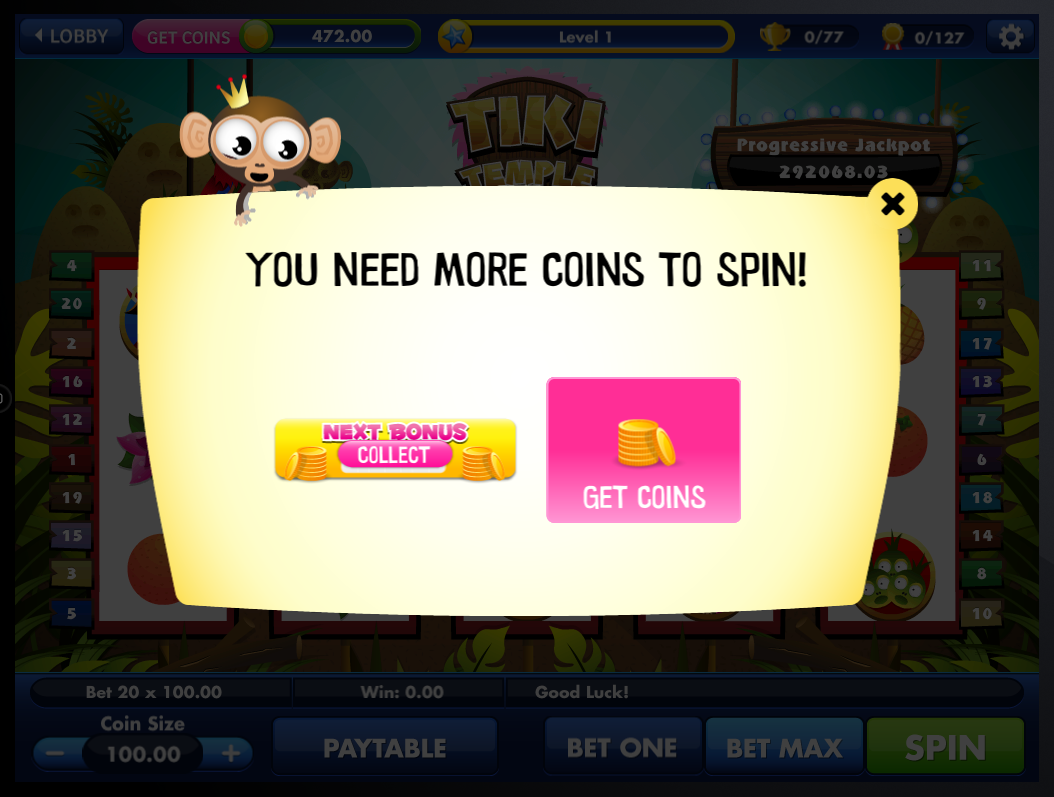 LOBBY
GET COINS
472.00
Level 1
0/77
0/127
TIKI
TEMPLE
Progressive Jackpot
292068.03
YOU NEED MORE COINS TO SPIN!
NEXT BONUS
COLLECT
GET COINS
4
20
2
16
12
1
19
15
3
5
11
9
17
13
7
6
18
14
8
10
Bet 20 x 100.00
Win: 0.00
Good Luck!
Coin Size
100.00
PAYTABLE
BET ONE
BET MAX
SPIN